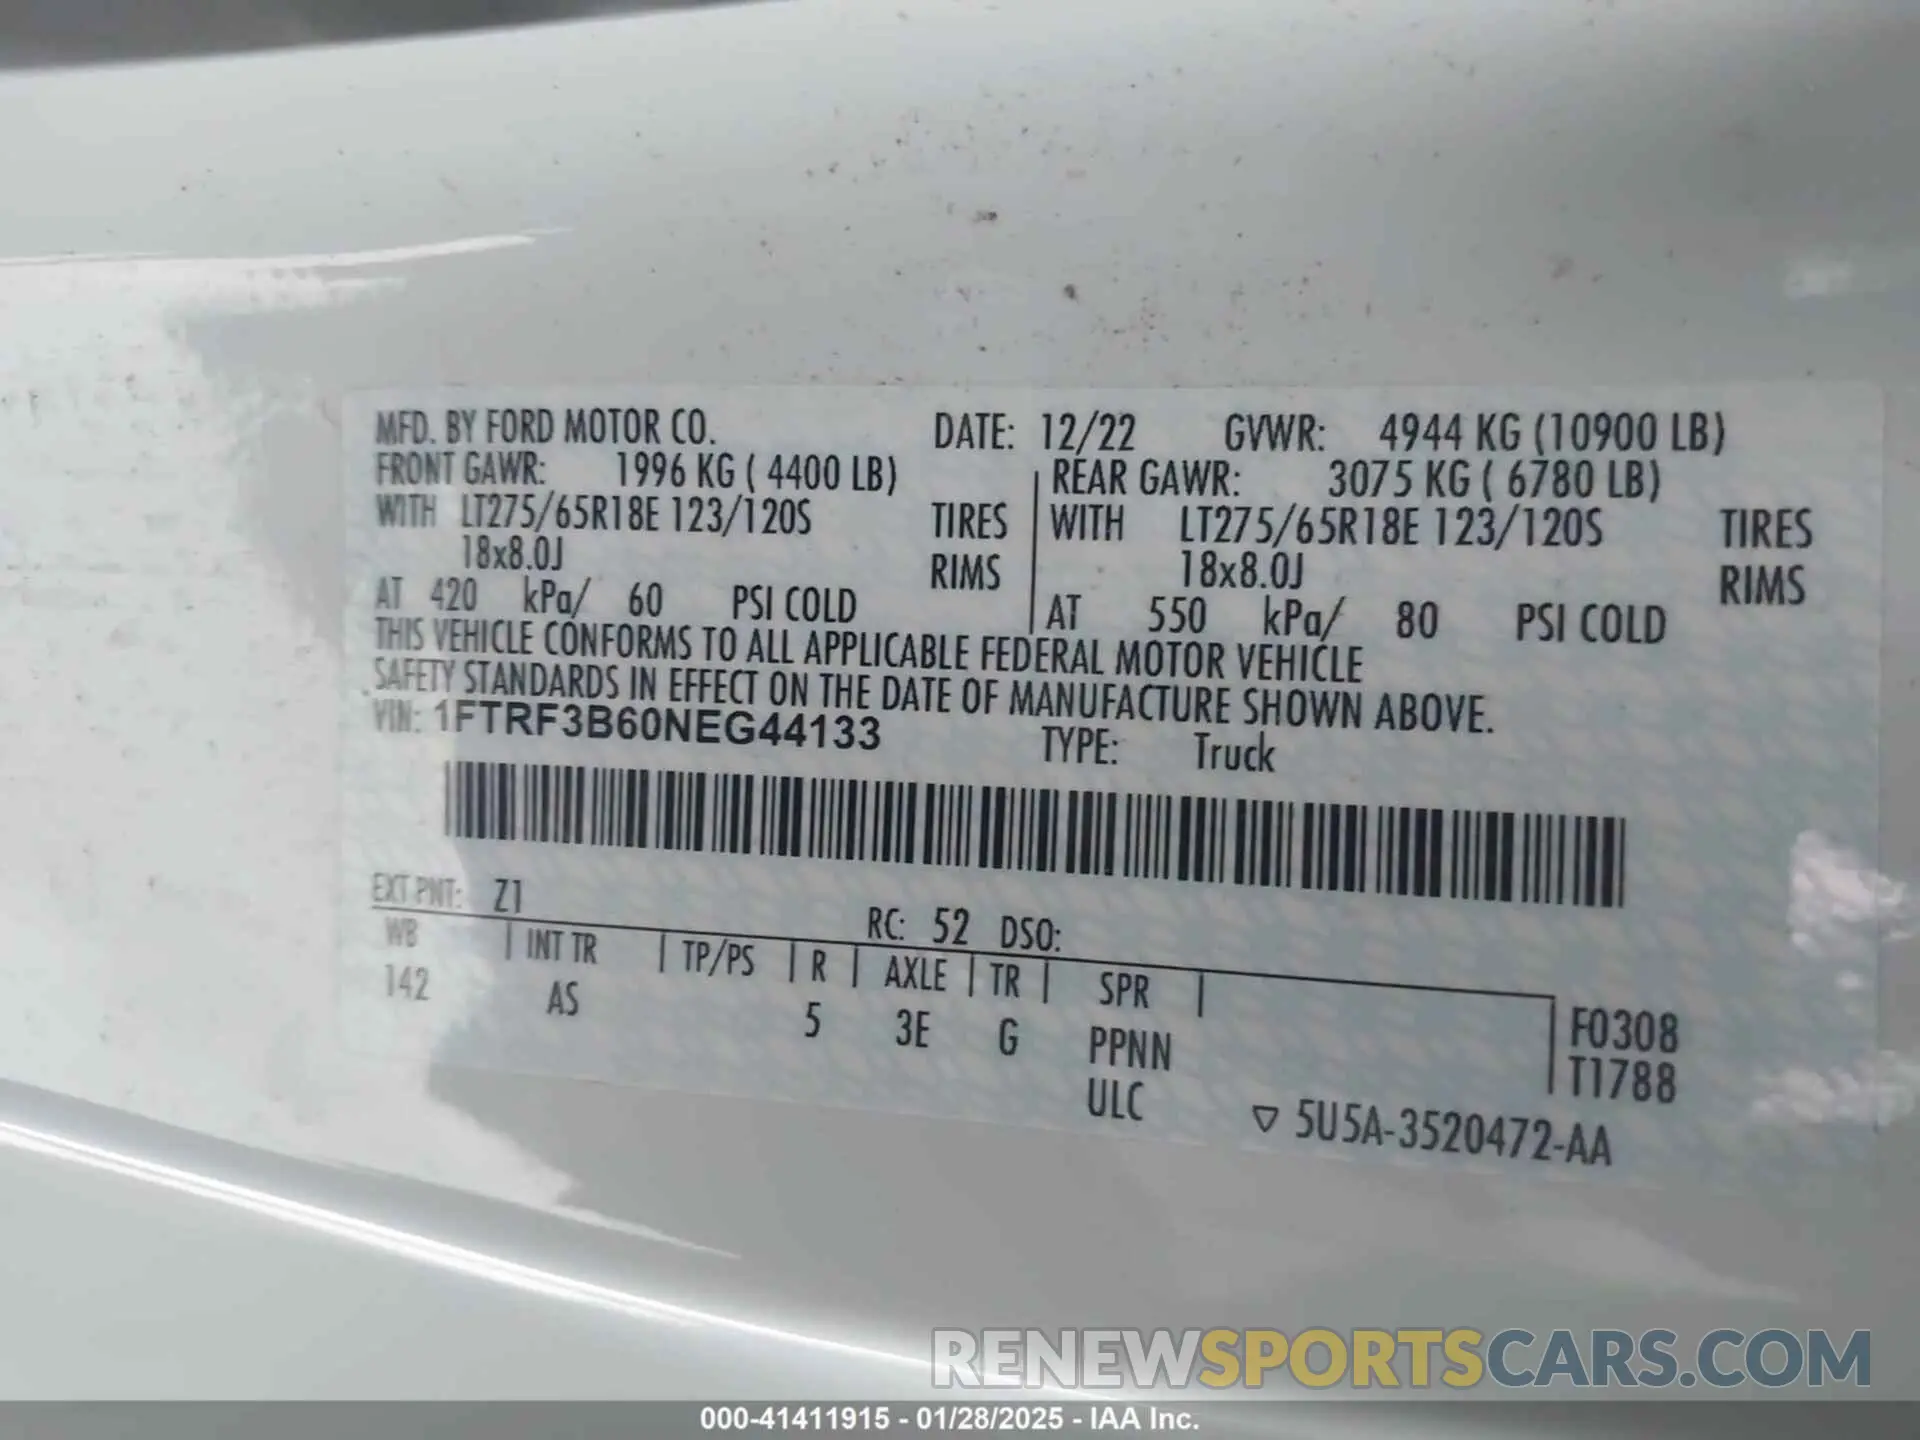 MFD. BY FORD MOTOR CO. DATE: 12/22 GVWR: 4944 KG (10900 LB)
FRONT GAWR: 1996 KG ( 4400 LB) REAR GAWR: 3075 KG ( 6780 LB)
WITH LT275/65R18E 123/120S TIRES WITH LT275/65R18E 123/120S TIRES
18x8.0J RIMS 18x8.0J RIMS
AT 420 kPa/ 60 PSI COLD AT 550 kPa/ 80 PSI COLD
THIS VEHICLE CONFORMS TO ALL APPLICABLE FEDERAL MOTOR VEHICLE
SAFETY STANDARDS IN EFFECT ON THE DATE OF MANUFACTURE SHOWN ABOVE.
VIN: 1FTRF3B60NEG44133 TYPE: Truck
EXT PNT: Z1 RC: 52 DSO:
WB INT TR TP/PS R AXLE TR SPR
142 AS 5 3E G PPNN F0308
ULC T1788
▽ 5U5A-3520472-AA
RENEWSPORTSCARS.COM
000-41411915 - 01/28/2025 - IAA Inc.